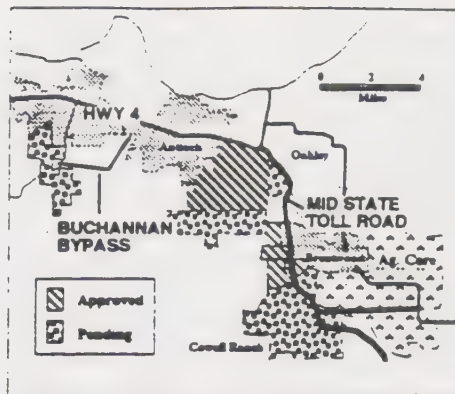 0 2 4
Miles
HWY 4
Antioch
Oakley
MID STATE
TOLL ROAD
BUCHANNAN
BYPASS
Brentwood
Ag. Core
Approved
Pending
Cowell Ranch